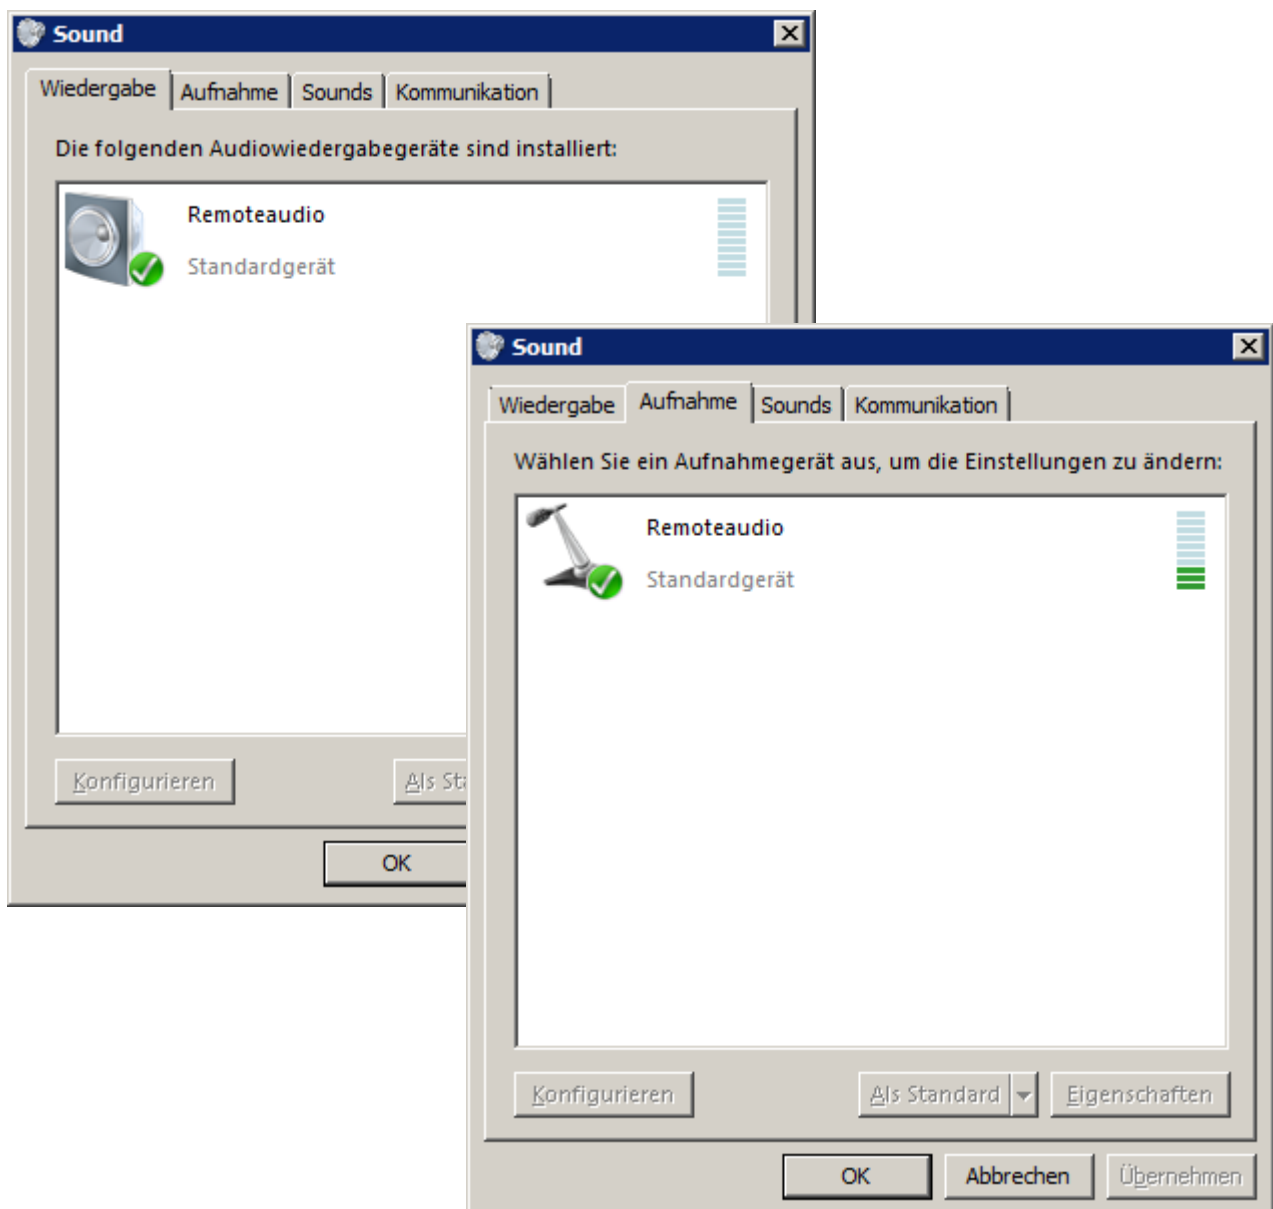 Sound
Wiedergabe Aufnahme Sounds Kommunikation
Die folgenden Audiowiedergabegeräte sind installiert:
Remoteaudio
Standardgerät
Konfigurieren Als St
OK
Sound
Wiedergabe Aufnahme Sounds Kommunikation
Wählen Sie ein Aufnahmegerät aus, um die Einstellungen zu ändern:
Remoteaudio
Standardgerät
Konfigurieren Als Standard Eigenschaften
OK Abbrechen Übernehmen